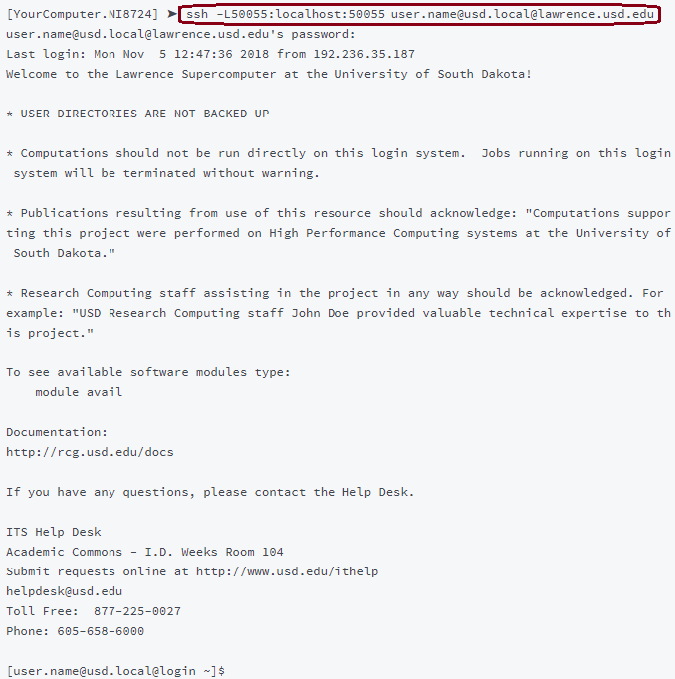 [YourComputer.NI8724] ➤ ssh -L50055:localhost:50055 user.name@usd.local@lawrence.usd.edu
user.name@usd.local@lawrence.usd.edu's password:
Last login: Mon Nov  5 12:47:36 2018 from 192.236.35.187
Welcome to the Lawrence Supercomputer at the University of South Dakota!
* USER DIRECTORIES ARE NOT BACKED UP
* Computations should not be run directly on this login system.  Jobs running on this login
 system will be terminated without warning.
* Publications resulting from use of this resource should acknowledge: "Computations suppor
ting this project were performed on High Performance Computing systems at the University of
 South Dakota."
* Research Computing staff assisting in the project in any way should be acknowledged. For
example: "USD Research Computing staff John Doe provided valuable technical expertise to th
is project."
To see available software modules type:
    module avail
Documentation:
http://rcg.usd.edu/docs
If you have any questions, please contact the Help Desk.
ITS Help Desk
Academic Commons - I.D. Weeks Room 104
Submit requests online at http://www.usd.edu/ithelp
helpdesk@usd.edu
Toll Free:  877-225-0027
Phone: 605-658-6000
[user.name@usd.local@login ~]$